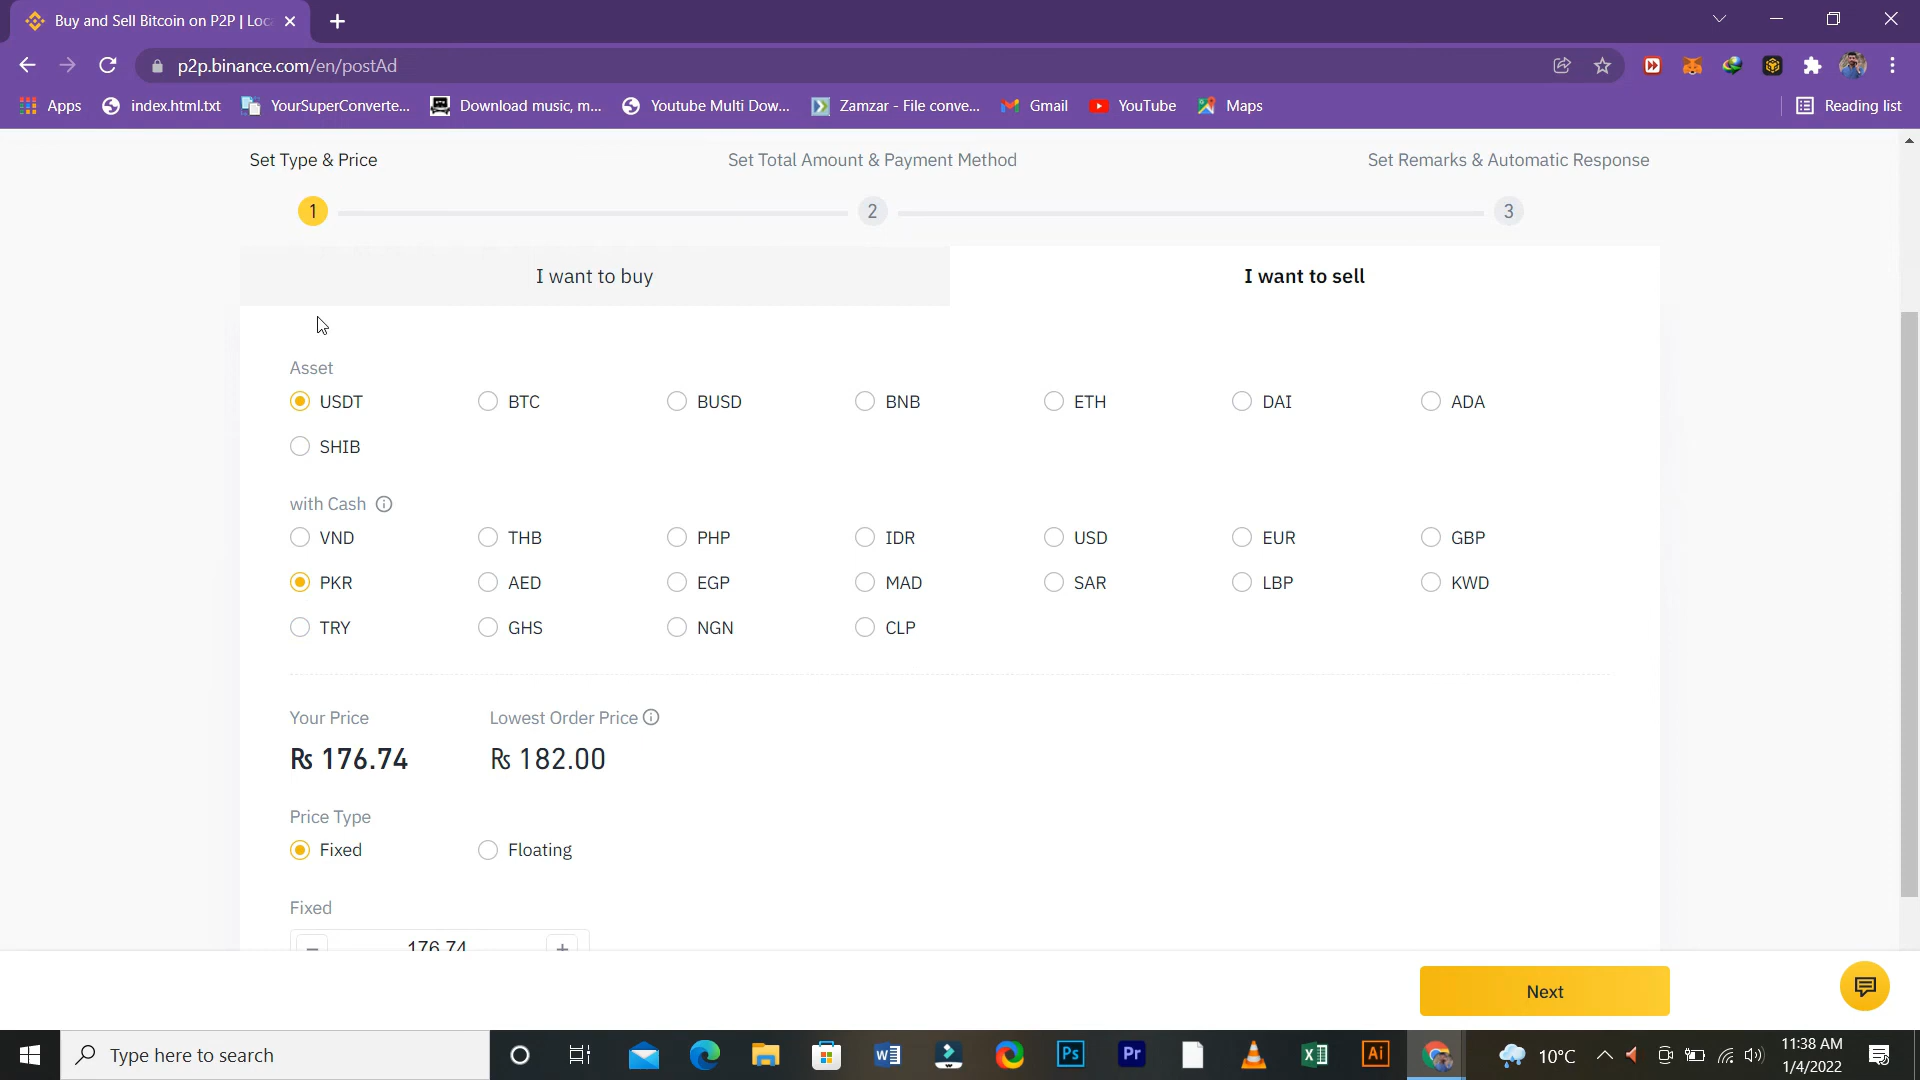 Buy and Sell Bitcoin on P2P | Loc
p2p.binance.com/en/postAd
Apps index.html.txt YourSuperConverte... Download music, m... Youtube Multi Dow... Zamzar - File conve... Gmail YouTube Maps Reading list
Set Type & Price Set Total Amount & Payment Method Set Remarks & Automatic Response
1 2 3
I want to buy I want to sell
Asset
USDT BTC BUSD BNB ETH DAI ADA
SHIB
with Cash
VND THB PHP IDR USD EUR GBP
PKR AED EGP MAD SAR LBP KWD
TRY GHS NGN CLP
Your Price Lowest Order Price
₨ 176.74 ₨ 182.00
Price Type
Fixed Floating
Fixed
− 176.74 +
Next
Type here to search
Ps Pr Ai
10°C
11:38 AM
1/4/2022